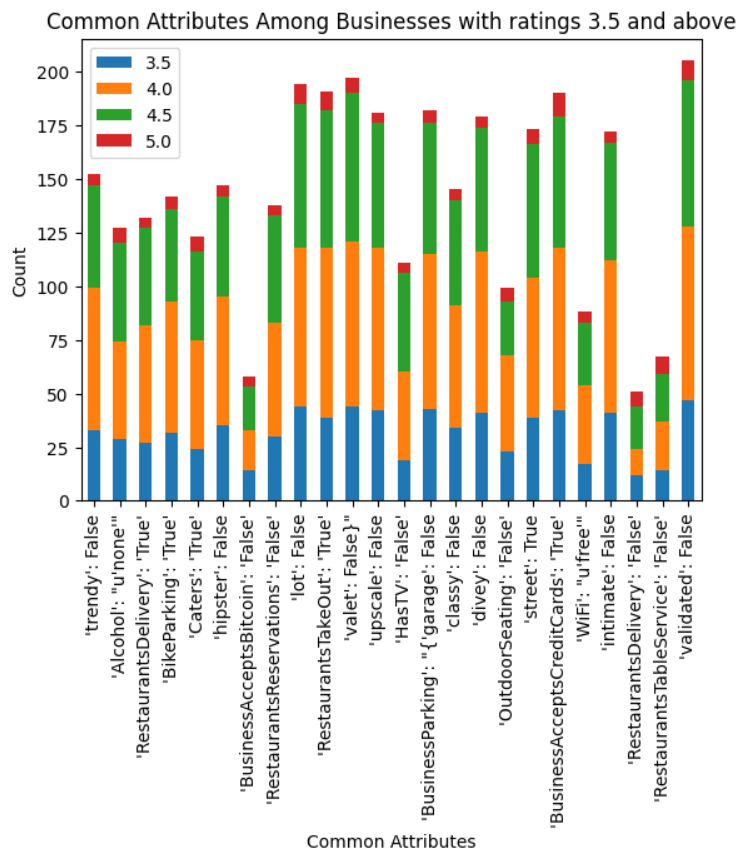 Common Attributes Among Businesses with ratings 3.5 and above
3.5
4.0
4.5
5.0
200
175
150
125
100
75
50
25
0
Count
'trendy': False
'Alcohol': "u'none'"
'RestaurantsDelivery': 'True'
'BikeParking': 'True'
'Caters': 'True'
'hipster': False
'BusinessAcceptsBitcoin': 'False'
'RestaurantsReservations': 'False'
'lot': False
'RestaurantsTakeOut': 'True'
'valet': False}"
'upscale': False
'HasTV': 'False'
'BusinessParking': "{'garage': False
'classy': False
'divey': False
'OutdoorSeating': 'False'
'street': True
'BusinessAcceptsCreditCards': 'True'
'WiFi': "u'free'"
'intimate': False
'RestaurantsDelivery': 'False'
'RestaurantsTableService': 'False'
'validated': False
Common Attributes